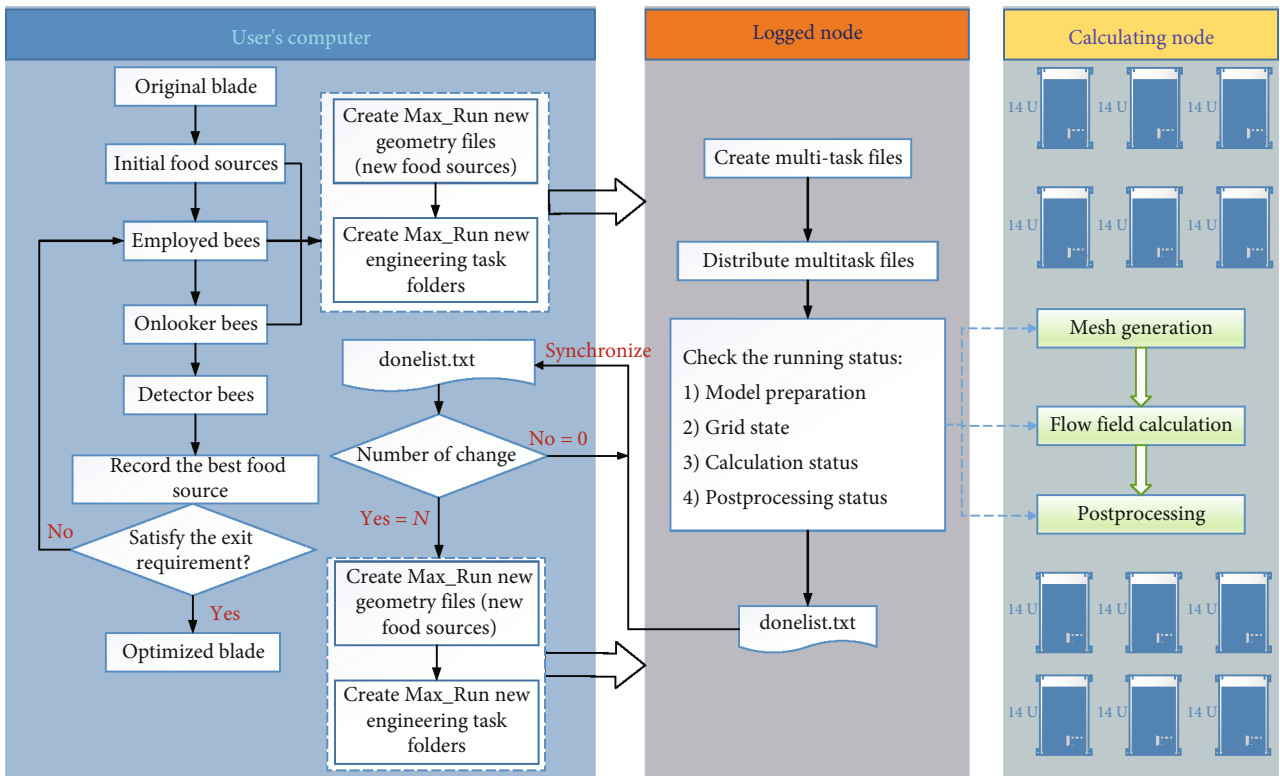 User's computer
Original blade
Initial food sources
Employed bees
Onlooker bees
Detector bees
Record the best food
source
Satisfy the exit
requirement?
No
Yes
Optimized blade
Create Max_Run new
geometry files
(new food sources)
Create Max_Run new
engineering task
folders
donelist.txt
Synchronize
Number of change
No = 0
Yes = N
Create Max_Run new
geometry files (new
food sources)
Create Max_Run new
engineering task
folders
Logged node
Create multi-task files
Distribute multitask files
Check the running status:
1) Model preparation
2) Grid state
3) Calculation status
4) Postprocessing status
donelist.txt
Calculating node
14 U 14 U 14 U
14 U 14 U 14 U
Mesh generation
Flow field calculation
Postprocessing
14 U 14 U 14 U
14 U 14 U 14 U